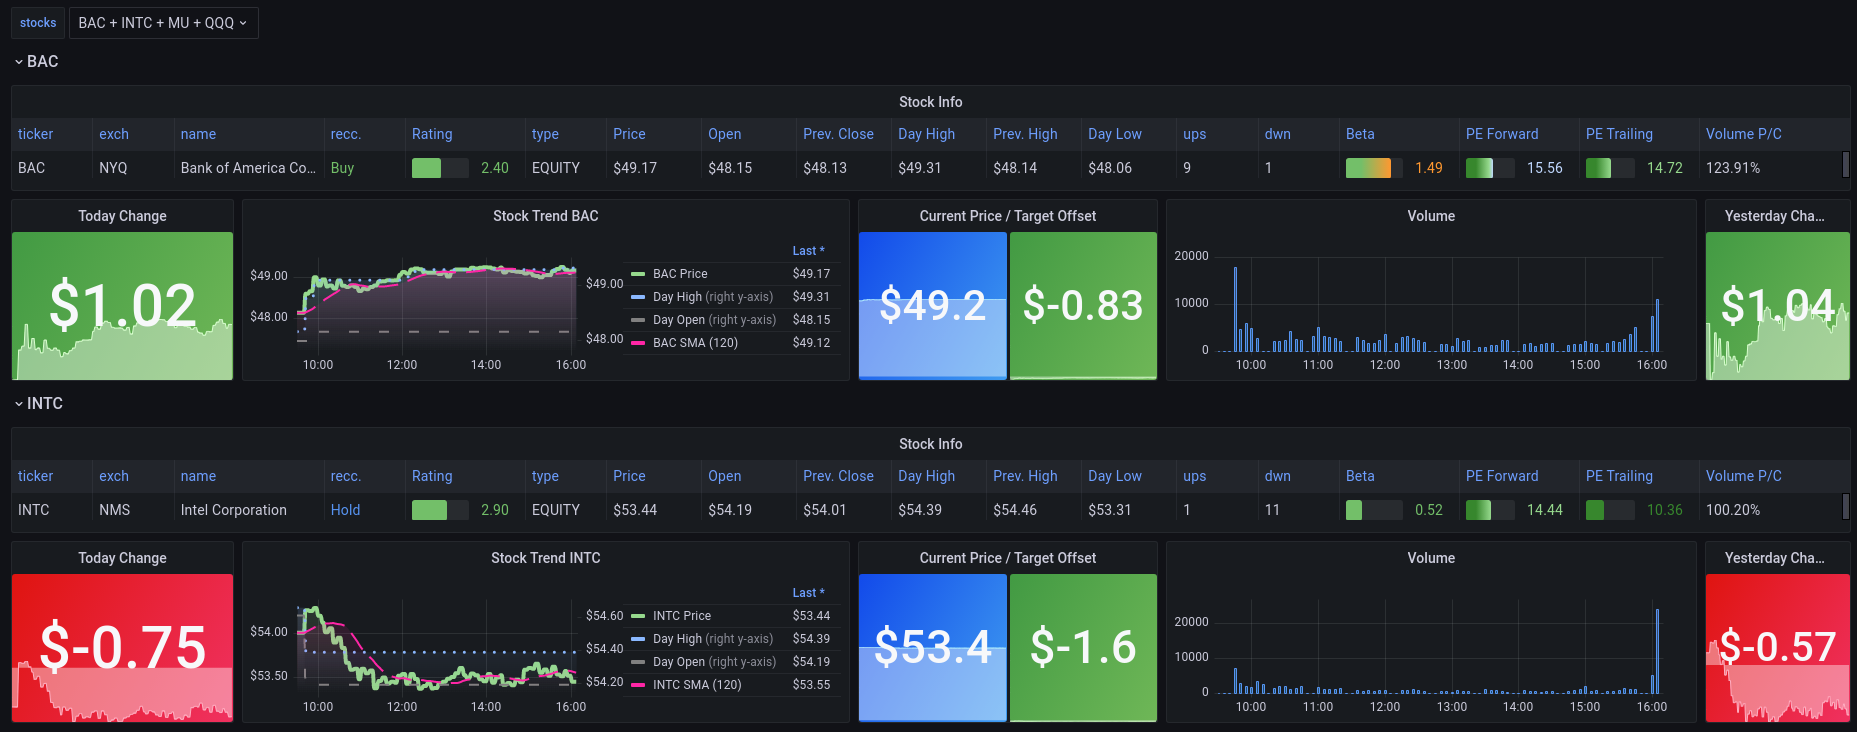 stocks BAC + INTC + MU + QQQ
BAC
Stock Info
ticker exch name recc. Rating type Price Open Prev. Close Day High Prev. High Day Low ups dwn Beta PE Forward PE Trailing Volume P/C
BAC NYQ Bank of America Co... Buy 2.40 EQUITY $49.17 $48.15 $48.13 $49.31 $48.14 $48.06 9 1 1.49 15.56 14.72 123.91%
Today Change
$1.02
Stock Trend BAC
$49.00
$48.00
10:00 12:00 14:00 16:00
$49.00
$48.00
Last *
BAC Price $49.17
Day High (right y-axis) $49.31
Day Open (right y-axis) $48.15
BAC SMA (120) $49.12
Current Price / Target Offset
$49.2 $-0.83
Volume
20000
10000
0
10:00 11:00 12:00 13:00 14:00 15:00 16:00
Yesterday Cha...
$1.04
INTC
Stock Info
ticker exch name recc. Rating type Price Open Prev. Close Day High Prev. High Day Low ups dwn Beta PE Forward PE Trailing Volume P/C
INTC NMS Intel Corporation Hold 2.90 EQUITY $53.44 $54.19 $54.01 $54.39 $54.46 $53.31 1 11 0.52 14.44 10.36 100.20%
Today Change
$-0.75
Stock Trend INTC
$54.00
$53.50
10:00 12:00 14:00 16:00
$54.60
$54.40
$54.20
Last *
INTC Price $53.44
Day High (right y-axis) $54.39
Day Open (right y-axis) $54.19
INTC SMA (120) $53.55
Current Price / Target Offset
$53.4 $-1.6
Volume
20000
10000
0
10:00 11:00 12:00 13:00 14:00 15:00 16:00
Yesterday Cha...
$-0.57